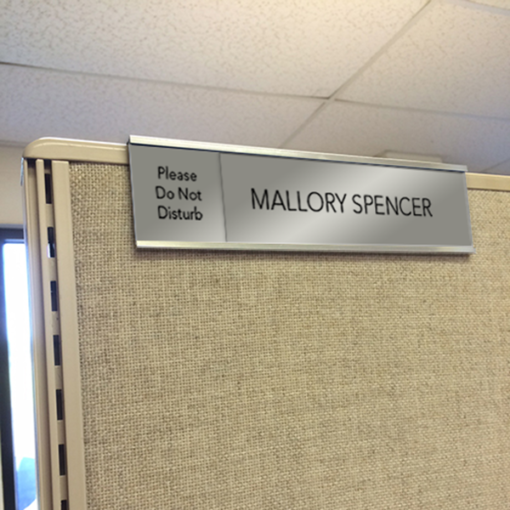 Please
Do Not
Disturb
MALLORY SPENCER